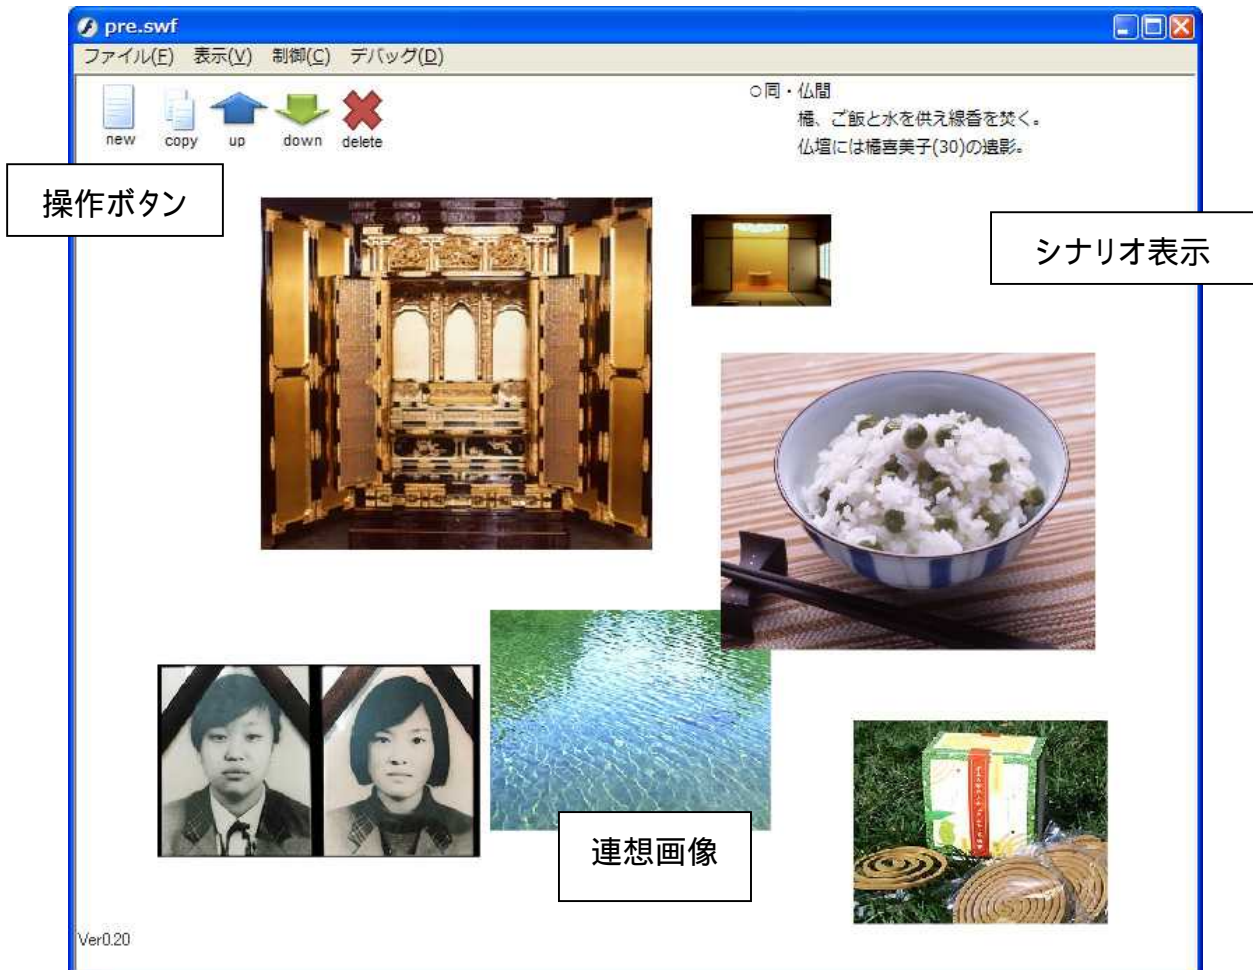 pre.swf
ファイル(F) 表示(V) 制御(C) デバッグ(D)
new copy up down delete
○同・仏間
橘、ご飯と水を供え線香を焚く。
仏壇には橘喜美子(30)の遺影。
操作ボタン
シナリオ表示
連想画像
Ver0.20